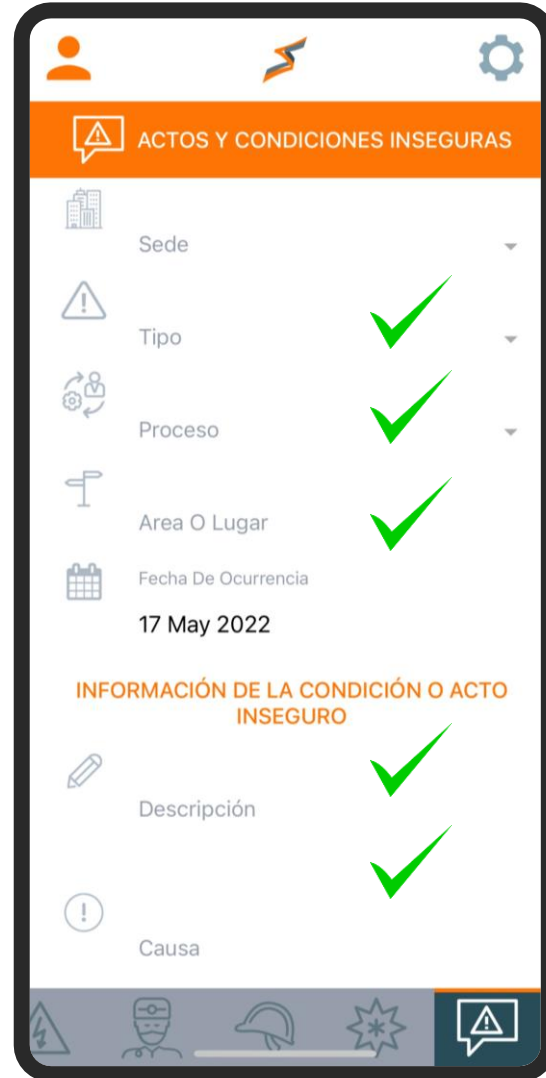 ACTOS Y CONDICIONES INSEGURAS
Sede
Tipo
Proceso
Area O Lugar
Fecha De Ocurrencia
17 May 2022
INFORMACIÓN DE LA CONDICIÓN O ACTO
INSEGURO
Descripción
Causa